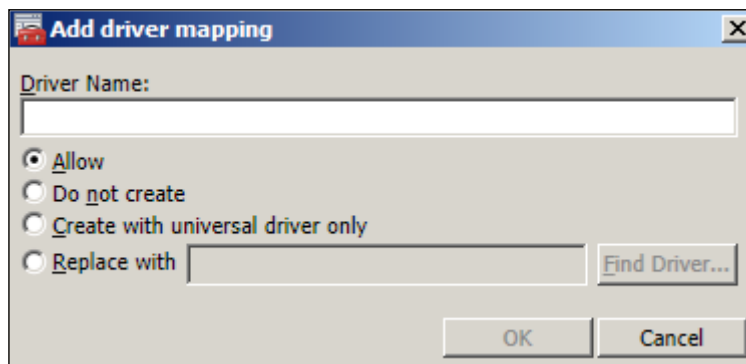 Add driver mapping
Driver Name:
Allow
Do not create
Create with universal driver only
Replace with Find Driver...
OK Cancel